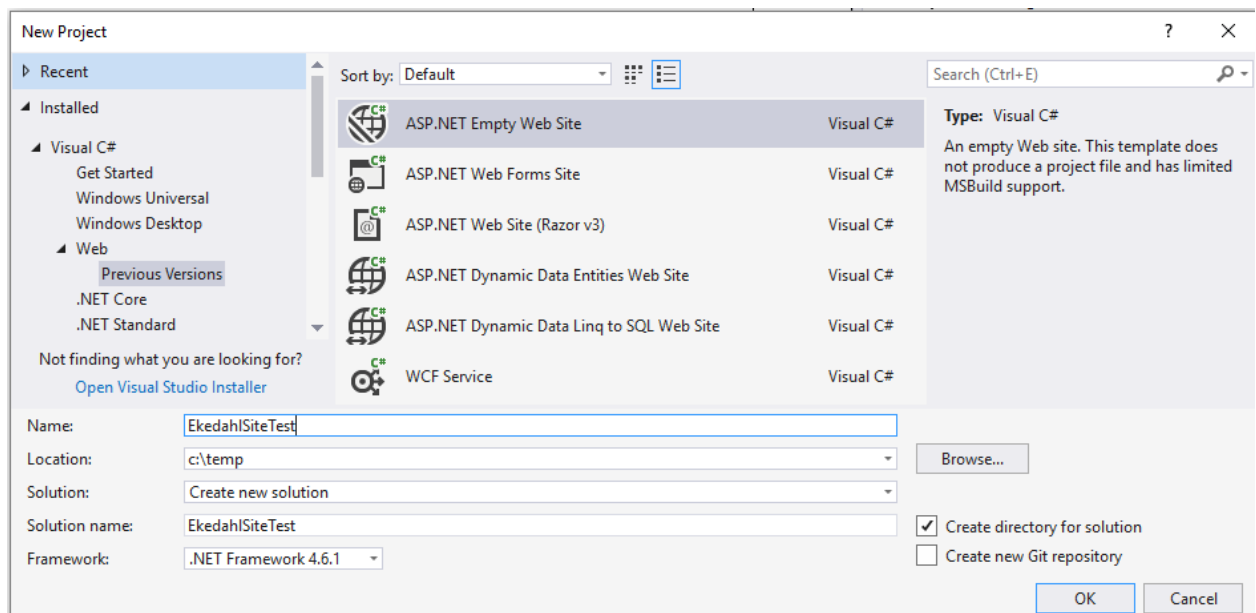 New Project
?
Recent
Installed
Visual C#
Get Started
Windows Universal
Windows Desktop
Web
Previous Versions
.NET Core
.NET Standard
Not finding what you are looking for?
Open Visual Studio Installer
Sort by: Default
C# ASP.NET Empty Web Site Visual C#
C# ASP.NET Web Forms Site Visual C#
C# @ ASP.NET Web Site (Razor v3) Visual C#
C# ASP.NET Dynamic Data Entities Web Site Visual C#
C# ASP.NET Dynamic Data Linq to SQL Web Site Visual C#
C# WCF Service Visual C#
Search (Ctrl+E)
Type: Visual C#
An empty Web site. This template does
not produce a project file and has limited
MSBuild support.
Name: EkedahlSiteTest
Location: c:\temp
Browse...
Solution: Create new solution
Solution name: EkedahlSiteTest
Create directory for solution
Framework: .NET Framework 4.6.1
Create new Git repository
OK Cancel